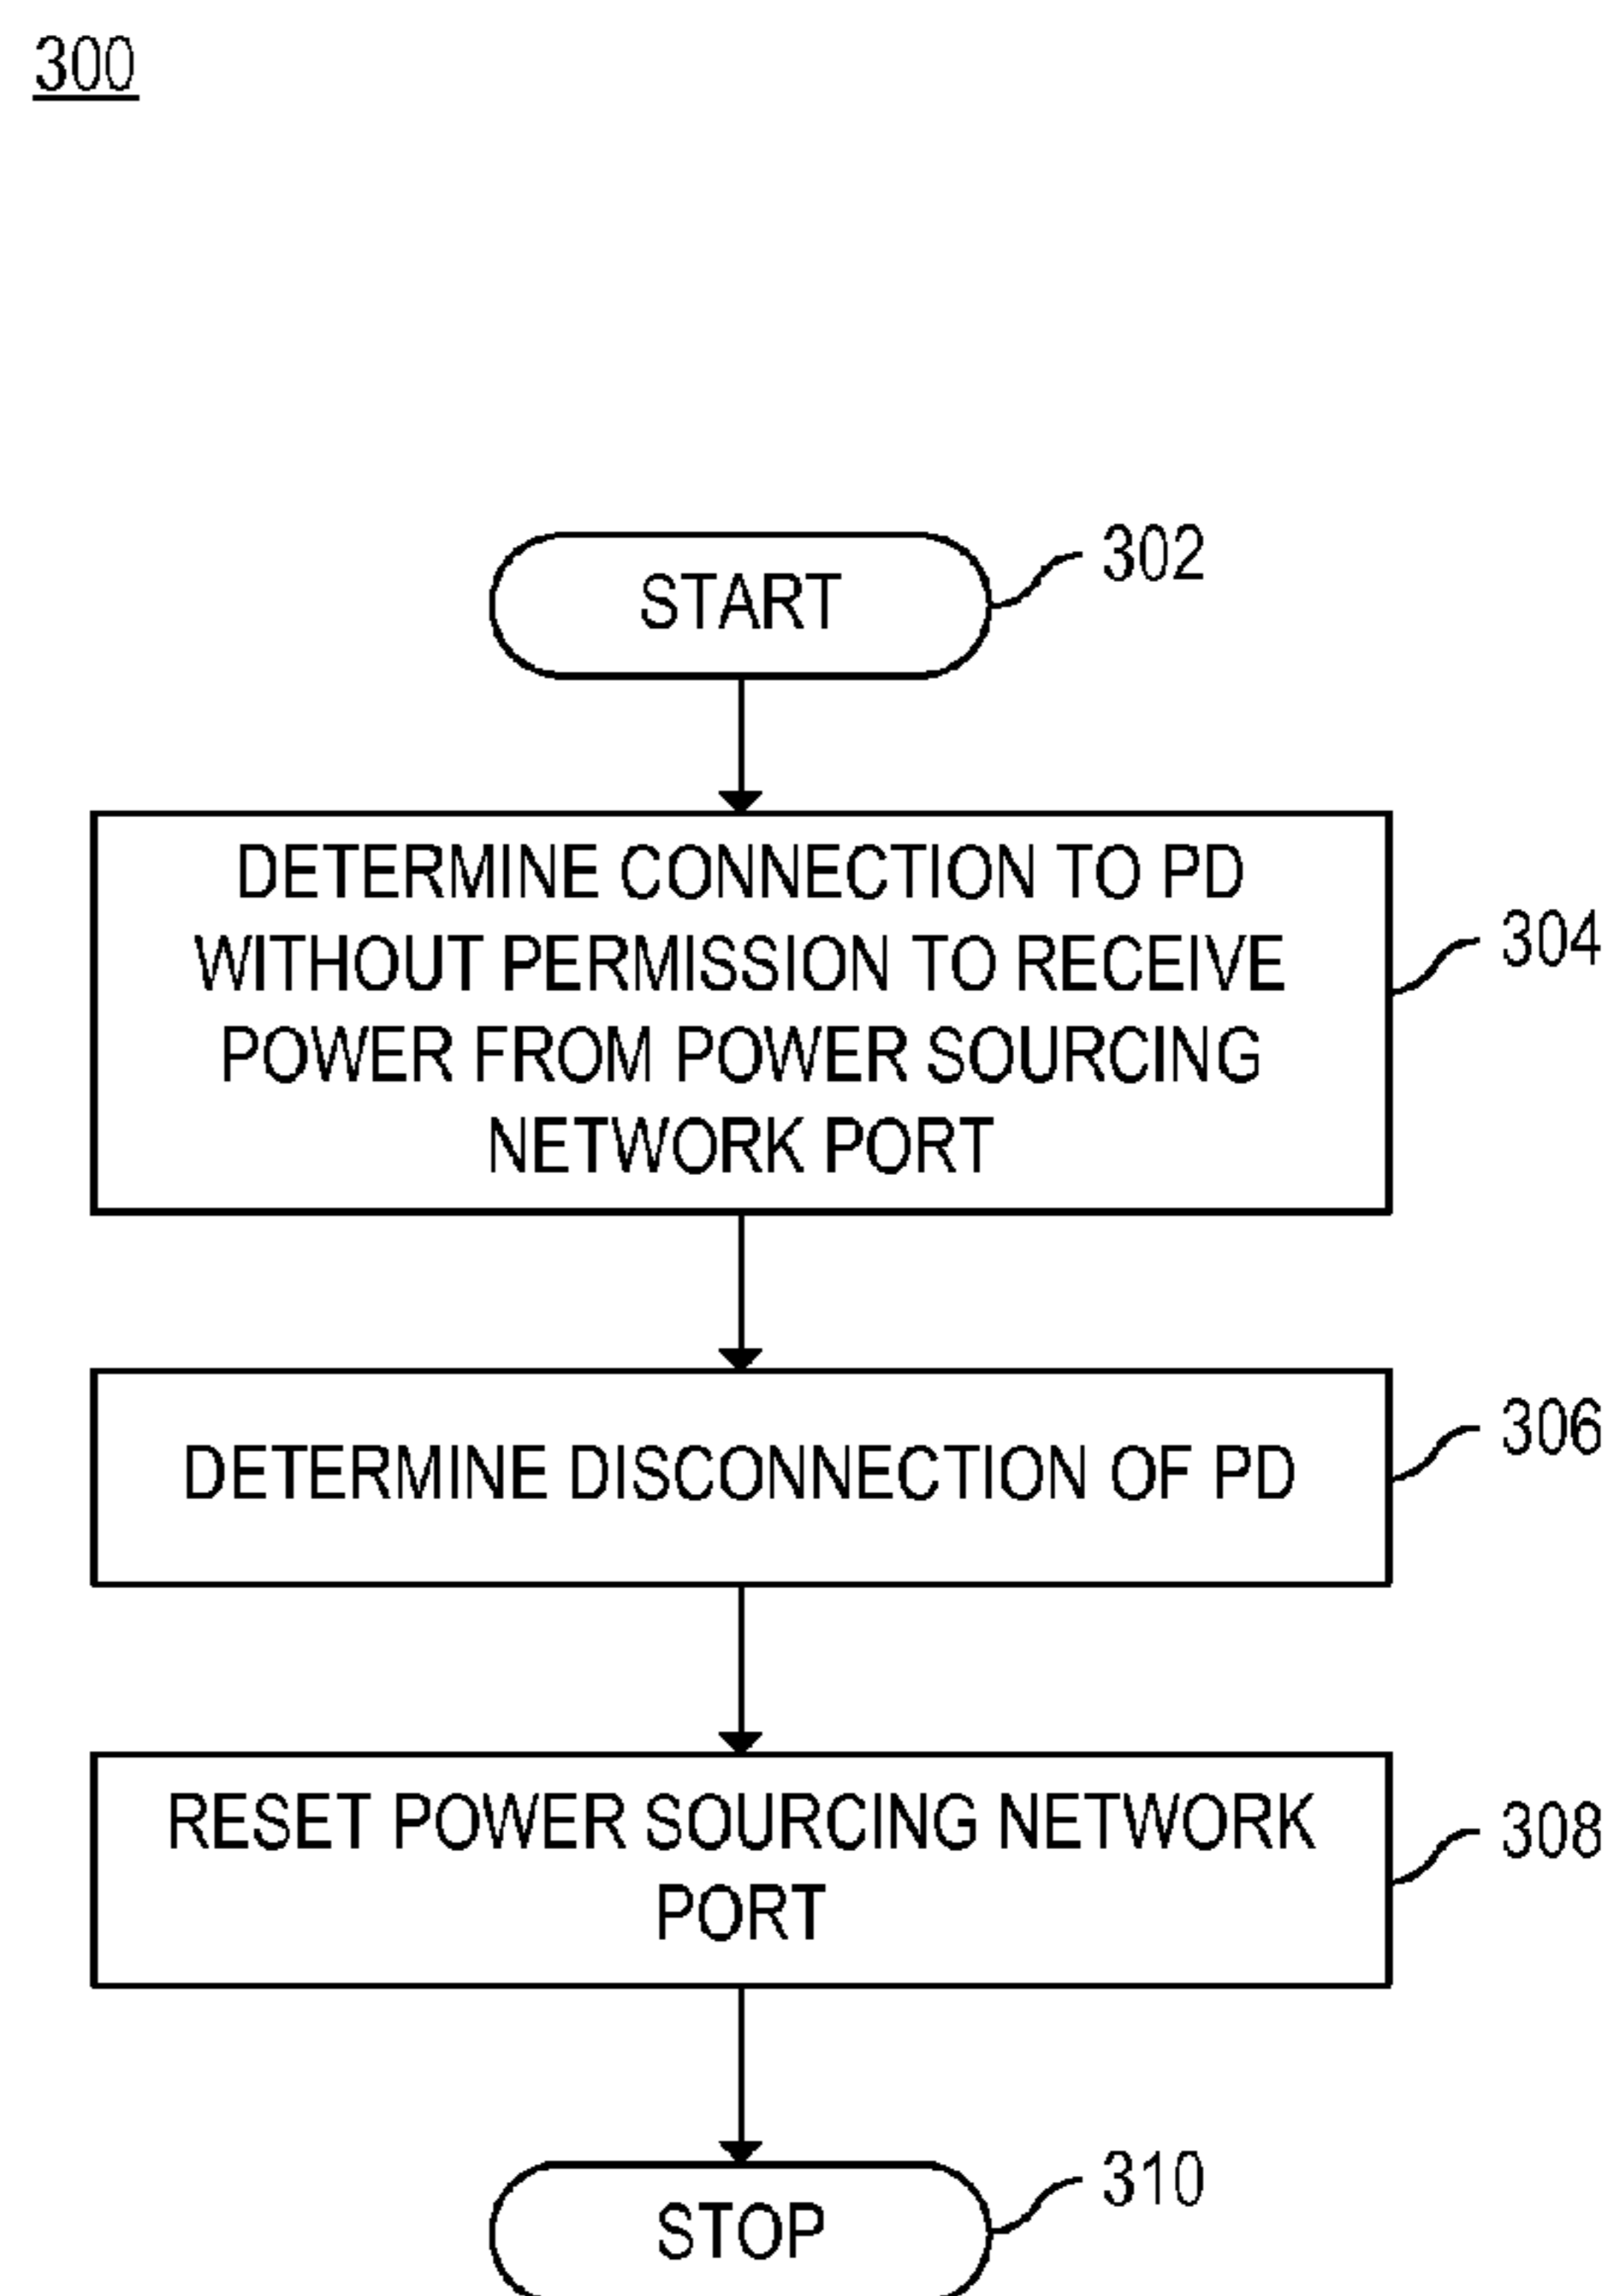 300
START
302
DETERMINE CONNECTION TO PD
WITHOUT PERMISSION TO RECEIVE
POWER FROM POWER SOURCING
NETWORK PORT
304
DETERMINE DISCONNECTION OF PD
306
RESET POWER SOURCING NETWORK
PORT
308
STOP
310